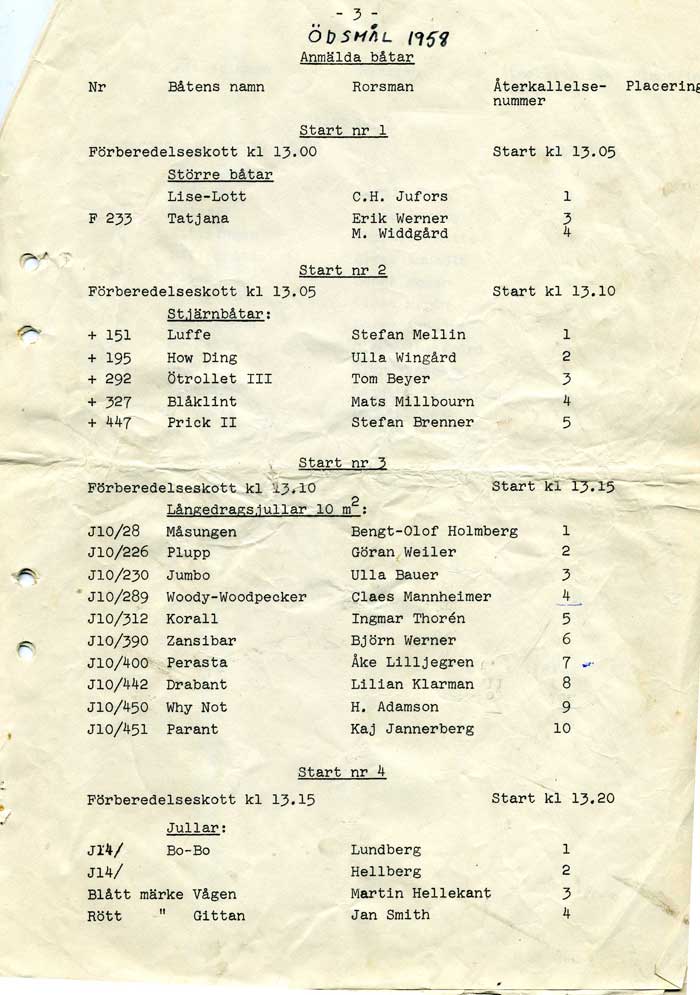 - 3 -
ÖDSMÅL 1958
Anmälda båtar
Nr Båtens namn Rorsman Återkallelse- Placering
nummer
Start nr 1
Förberedelseskott kl 13.00 Start kl 13.05
Större båtar
Lise-Lott C.H. Jufors 1
F 233 Tatjana Erik Werner 3
M. Widdgård 4
Start nr 2
Förberedelseskott kl 13.05 Start kl 13.10
Stjärnbåtar:
+ 151 Luffe Stefan Mellin 1
+ 195 How Ding Ulla Wingård 2
+ 292 Ötrollet III Tom Beyer 3
+ 327 Blåklint Mats Millbourn 4
+ 447 Prick II Stefan Brenner 5
Start nr 3
Förberedelseskott kl 13.10 Start kl 13.15
Långedragsjullar 10 m²:
J10/28 Måsungen Bengt-Olof Holmberg 1
J10/226 Plupp Göran Weiler 2
J10/230 Jumbo Ulla Bauer 3
J10/289 Woody-Woodpecker Claes Mannheimer 4
J10/312 Korall Ingmar Thorén 5
J10/390 Zansibar Björn Werner 6
J10/400 Perasta Åke Lilljegren 7
J10/442 Drabant Lilian Klarman 8
J10/450 Why Not H. Adamson 9
J10/451 Parant Kaj Jannerberg 10
Start nr 4
Förberedelseskott kl 13.15 Start kl 13.20
Jullar:
J14/ Bo-Bo Lundberg 1
J14/ Hellberg 2
Blått märke Vågen Martin Hellekant 3
Rött " Gittan Jan Smith 4